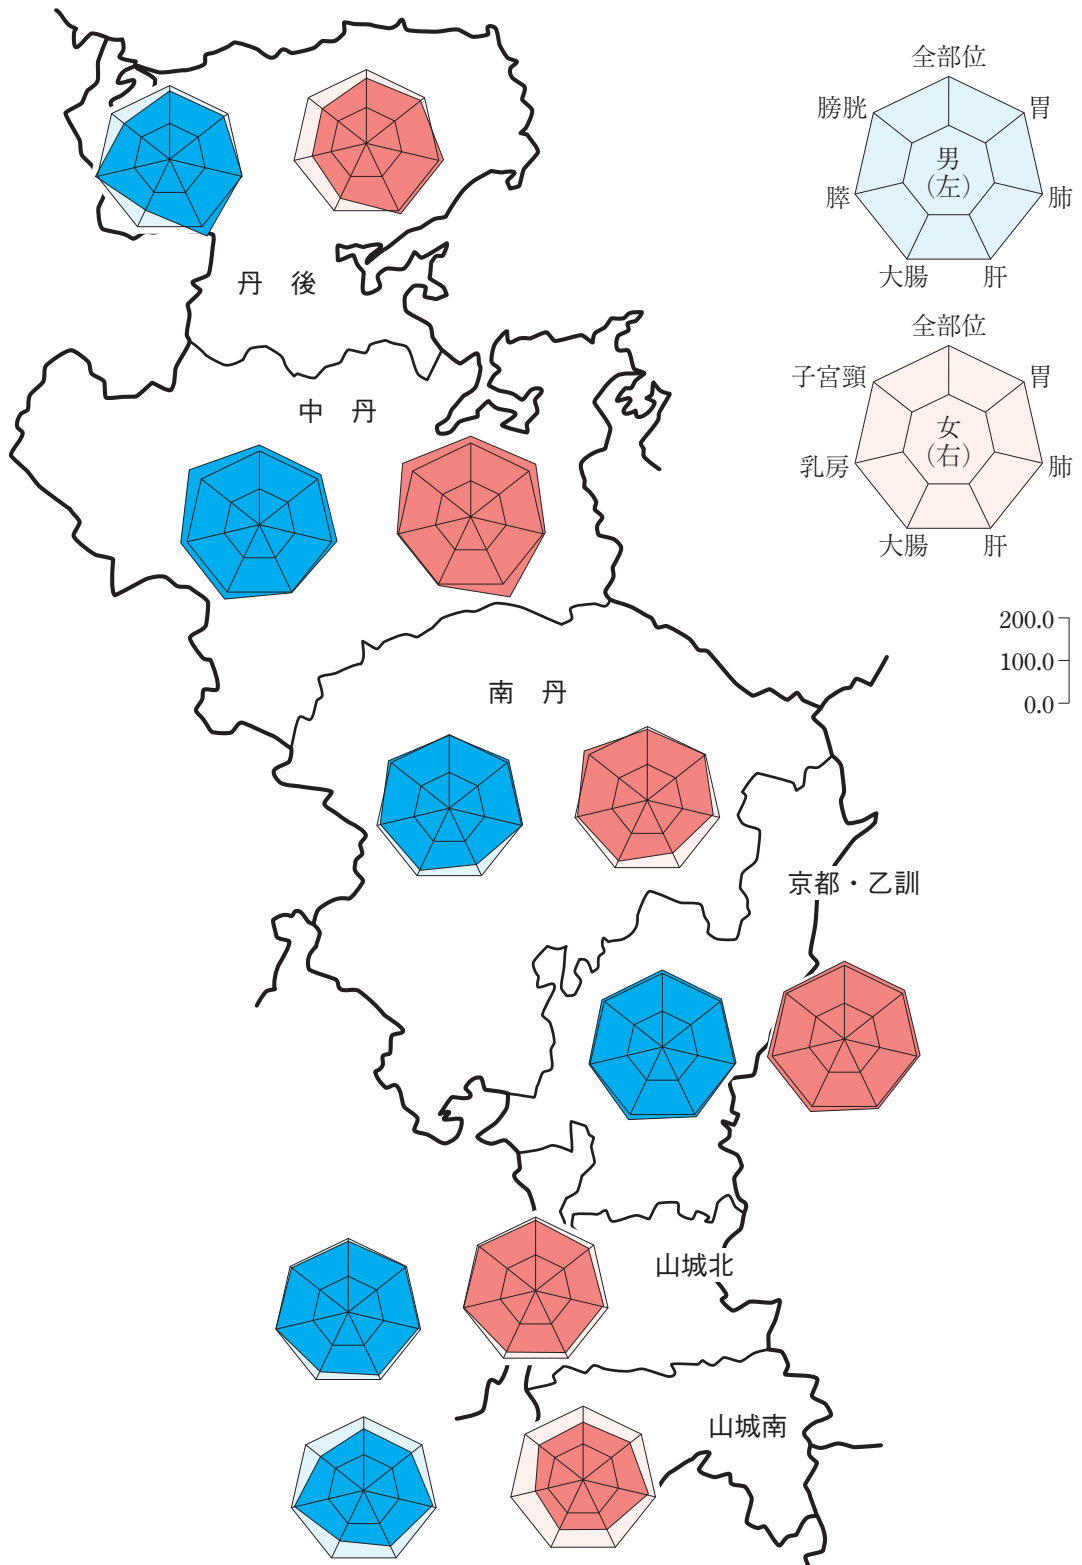 全部位
膀胱
胃
男
(左)
膵
肺
大腸
肝
丹 後
全部位
子宮頸
胃
中 丹
女
(右)
乳房
肺
大腸
肝
200.0
100.0
0.0
南 丹
京都・乙訓
山城北
山城南